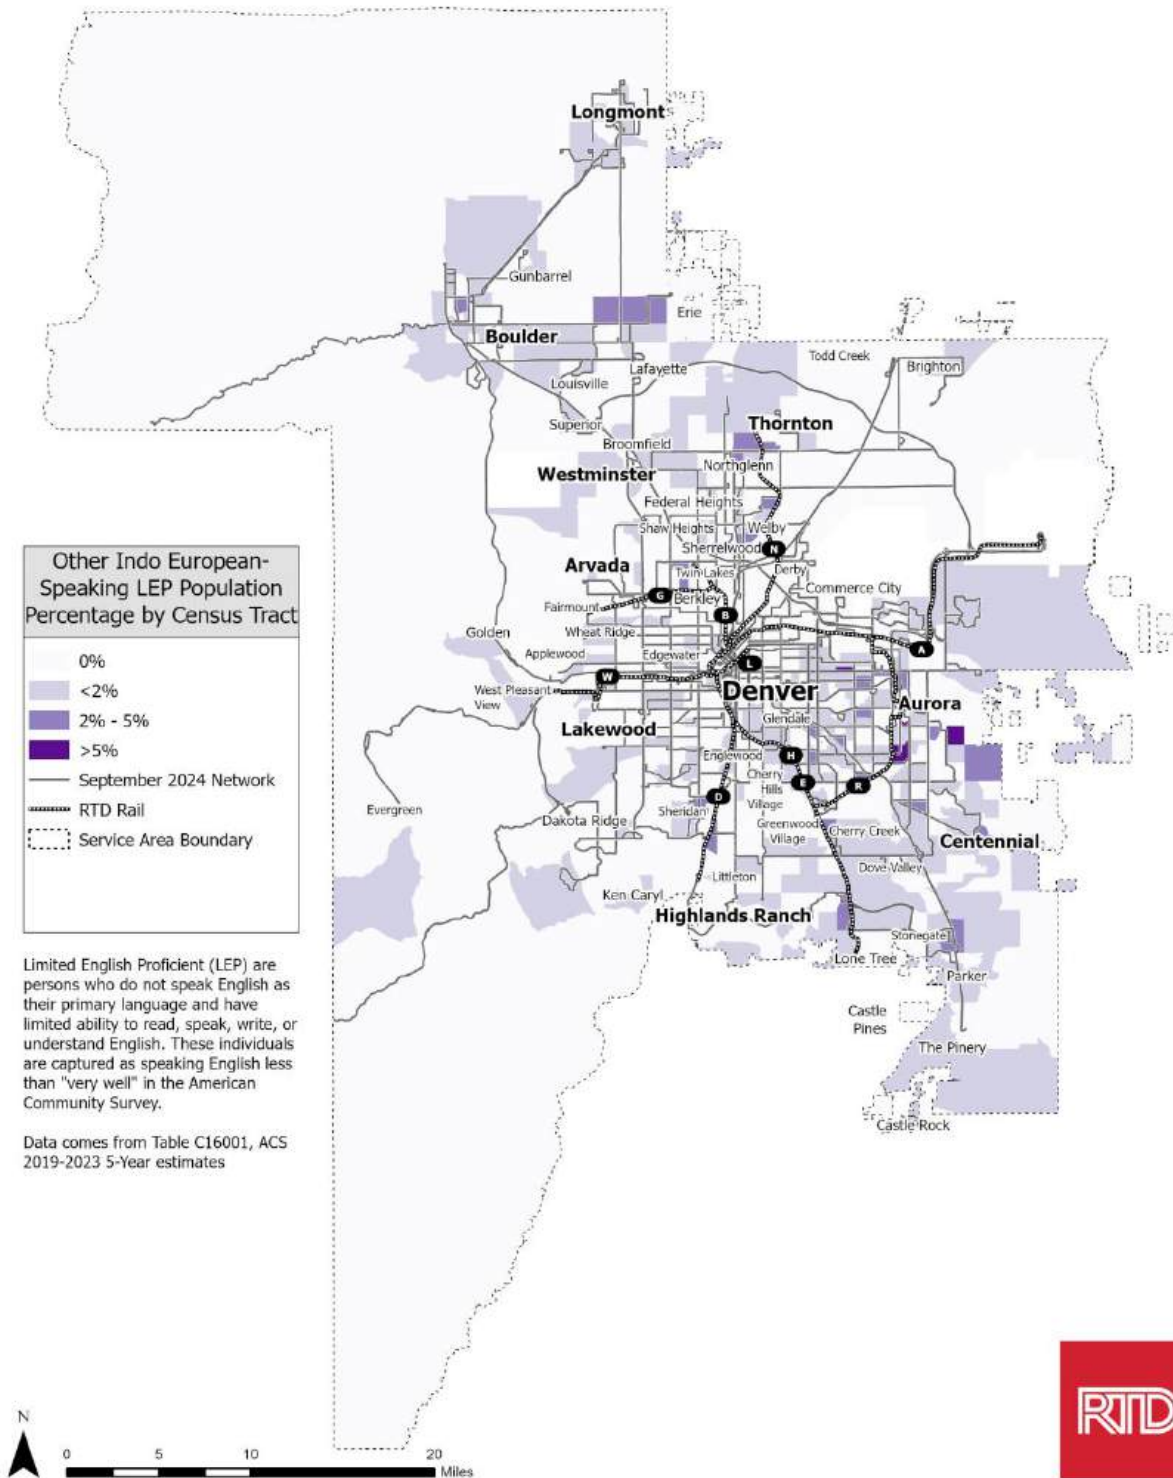 Longmont
Gunbarrel
Erie
Boulder
Todd Creek
Brighton
Lafayette
Louisville
Superior
Thornton
Broomfield
Westminster
Northglenn
Federal Heights
Shaw Heights
Welby
Sherrelwood
N
Arvada
Twin Lakes
Derby
Commerce City
G
Berkley
Fairmount
B
Golden
Wheat Ridge
Applewood
Edgewater
A
L
W
West Pleasant
View
Denver
Aurora
Lakewood
Glendale
Englewood
H
Cherry
Hills
Village
E
R
D
Evergreen
Sheridan
Dakota Ridge
Greenwood
Village
Cherry Creek
Centennial
Dove Valley
Littleton
Ken Caryl
Highlands Ranch
Stonegate
Lone Tree
Parker
Castle
Pines
The Pinery
Castle Rock
Other Indo European-
Speaking LEP Population
Percentage by Census Tract
0%
<2%
2% - 5%
>5%
September 2024 Network
RTD Rail
Service Area Boundary
Limited English Proficient (LEP) are
persons who do not speak English as
their primary language and have
limited ability to read, speak, write, or
understand English. These individuals
are captured as speaking English less
than "very well" in the American
Community Survey.
Data comes from Table C16001, ACS
2019-2023 5-Year estimates
N
0 5 10 20
Miles
RTD